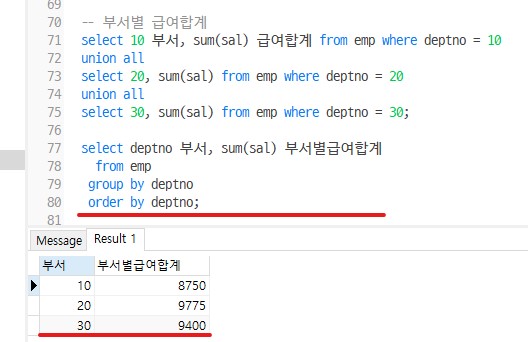 69
70 -- 부서별 급여합계
71 select 10 부서, sum(sal) 급여합계 from emp where deptno = 10
72 union all
73 select 20, sum(sal) from emp where deptno = 20
74 union all
75 select 30, sum(sal) from emp where deptno = 30;
76
77 select deptno 부서, sum(sal) 부서별급여합계
78 from emp
79 group by deptno
80 order by deptno;
81
Message Result 1
부서 부서별급여합계
10 8750
20 9775
30 9400